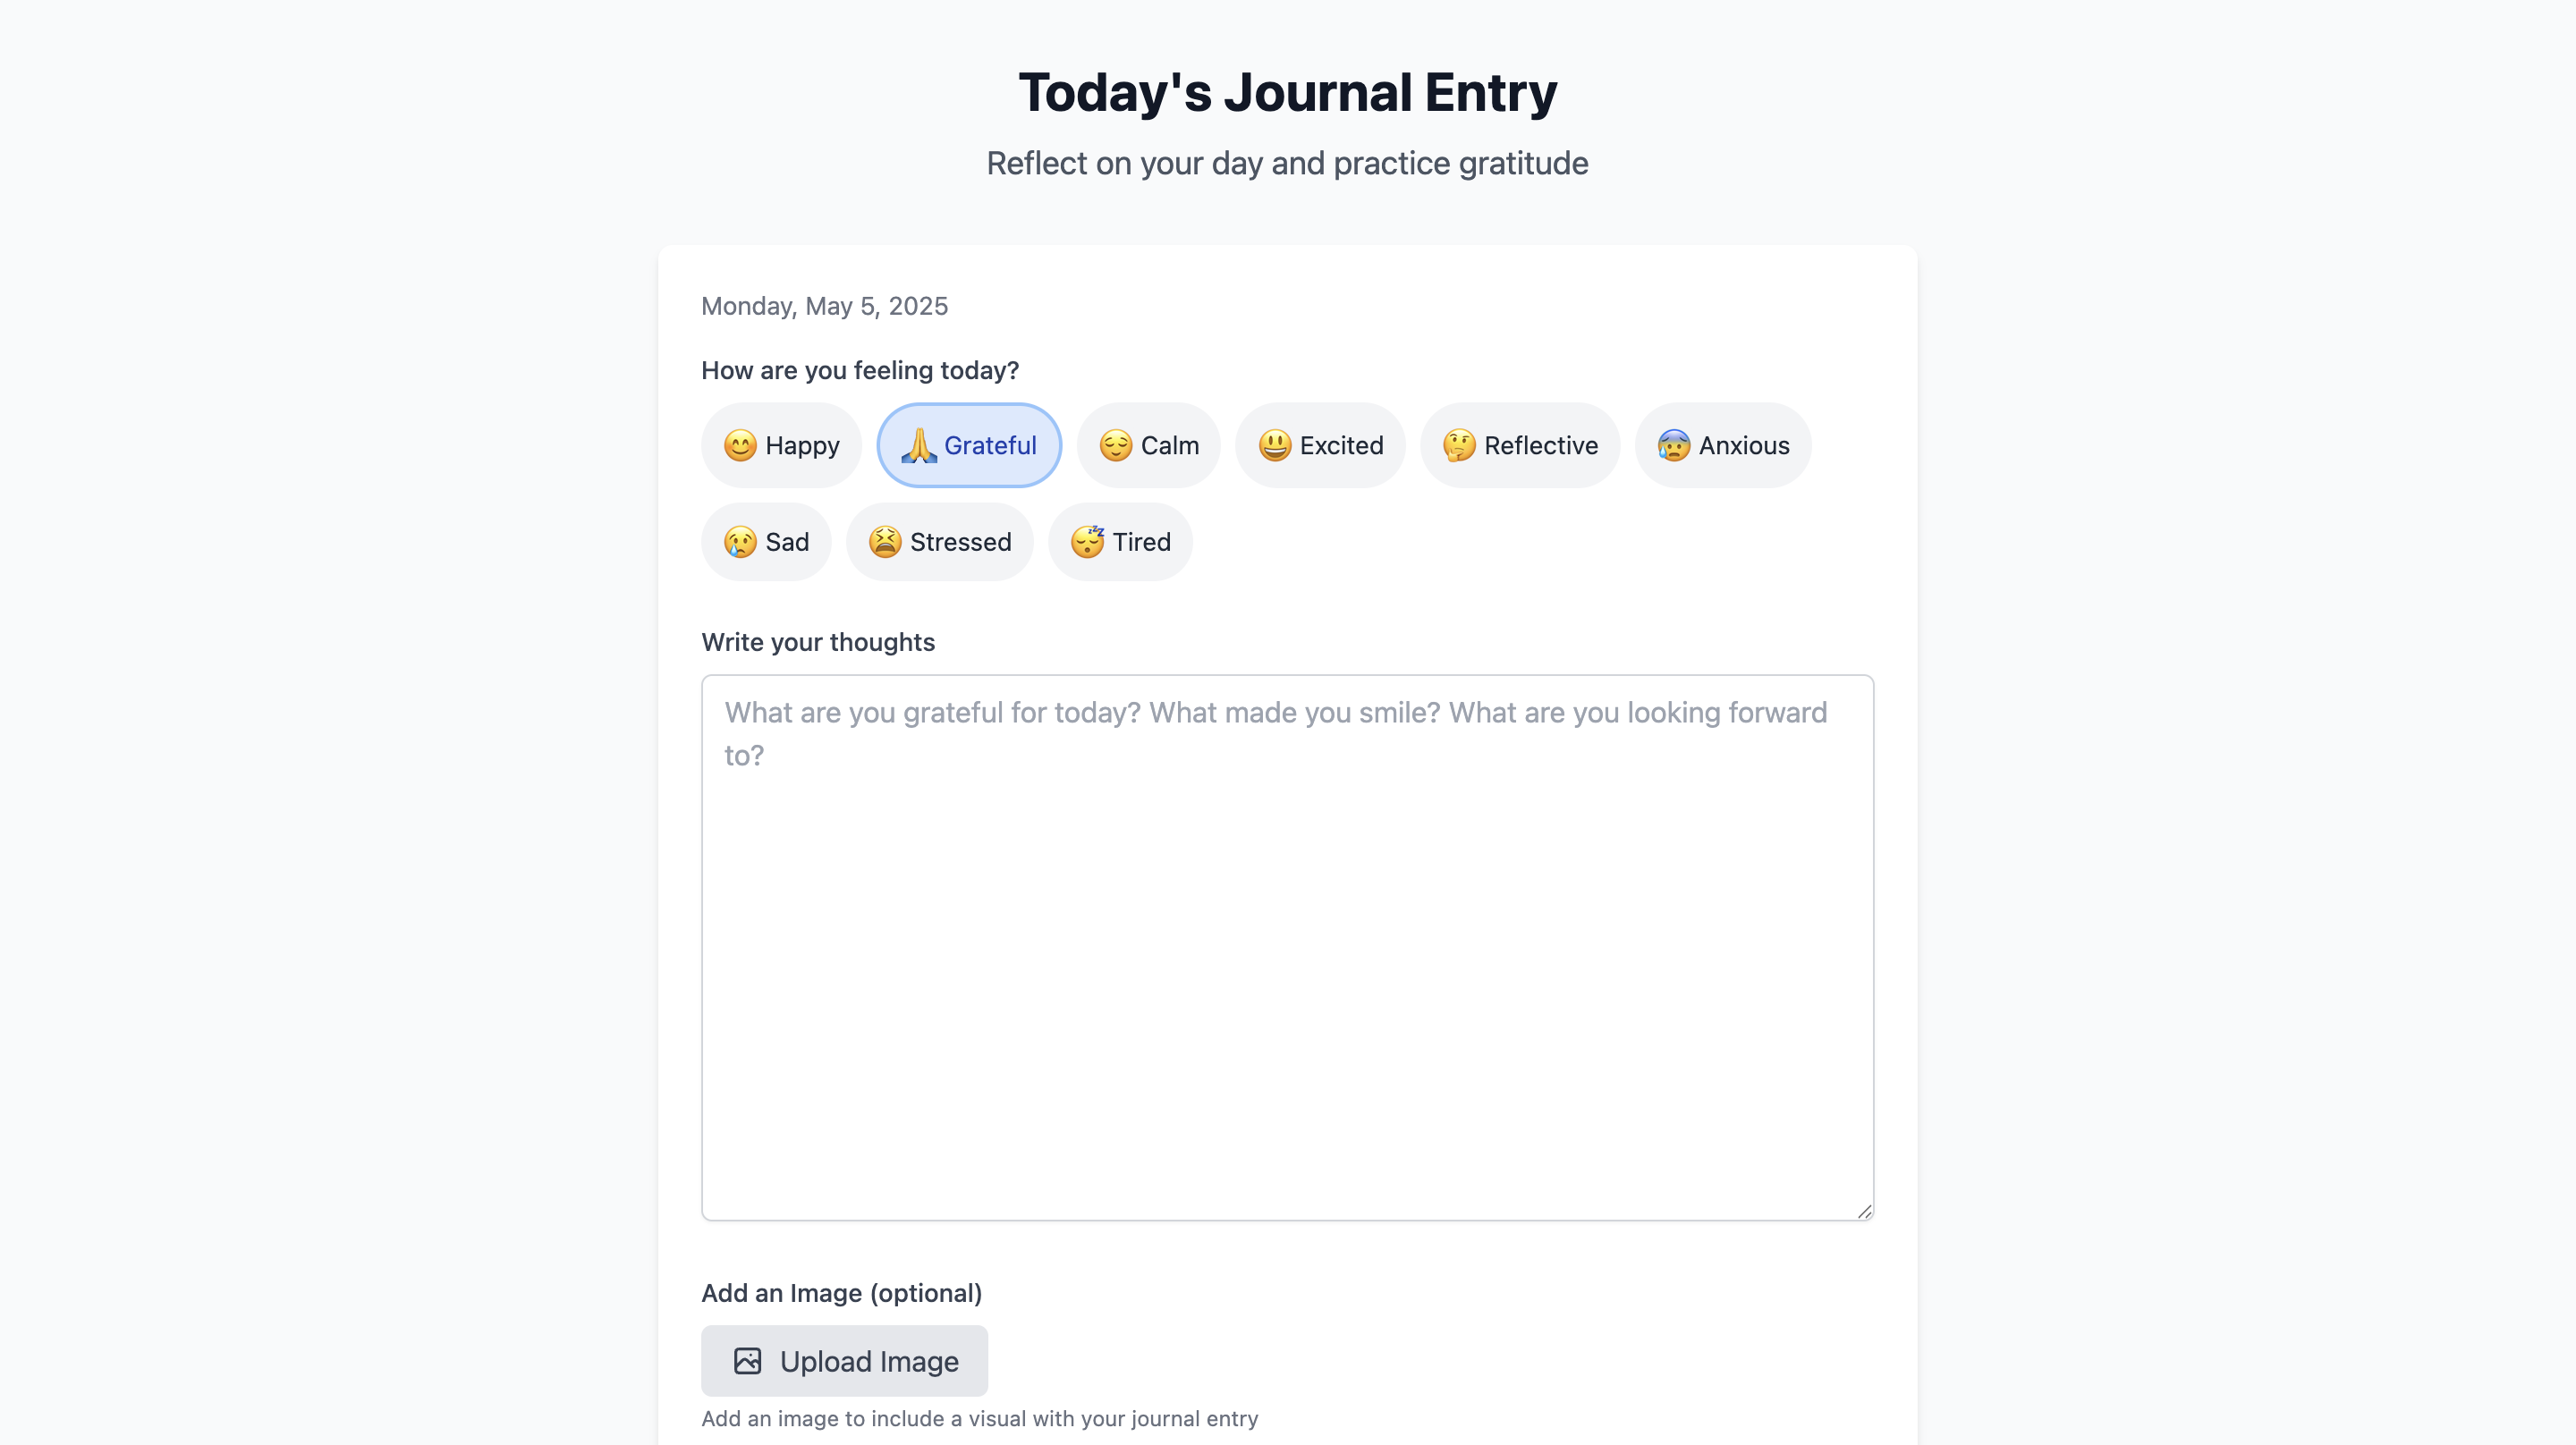 Today's Journal Entry
Reflect on your day and practice gratitude
Monday, May 5, 2025
How are you feeling today?
😊 Happy 🙏 Grateful 😌 Calm 😃 Excited 🤔 Reflective 😰 Anxious
😢 Sad 😫 Stressed 😴 Tired
Write your thoughts
What are you grateful for today? What made you smile? What are you looking forward
to?
Add an Image (optional)
Upload Image
Add an image to include a visual with your journal entry